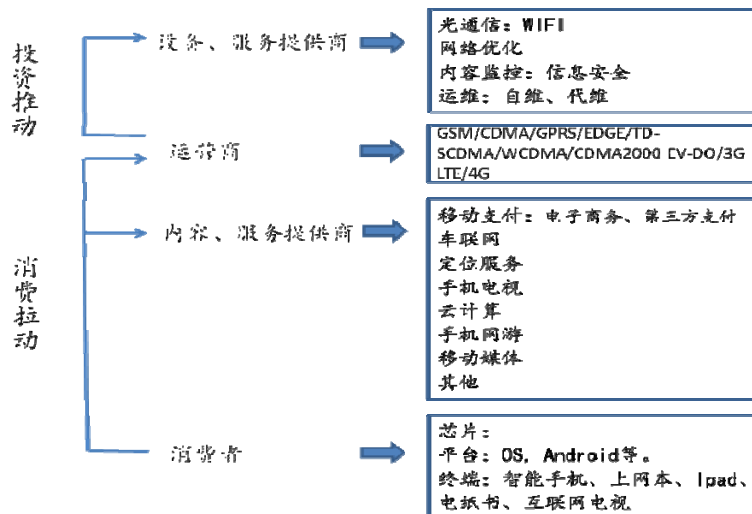 投资推动
设备、服务提供商
光通信：WIFI
网络优化
内容监控：信息安全
运维：自维、代维
运营商
GSM/CDMA/GPRS/EDGE/TD-
SCDMA/WCDMA/CDMA2000 EV-DO/3G
LTE/4G
消费拉动
内容、服务提供商
移动支付：电子商务、第三方支付
车联网
定位服务
手机电视
云计算
手机网游
移动媒体
其他
消费者
芯片：
平台：OS, Android等。
终端：智能手机、上网本、Ipad、
电纸书、互联网电视